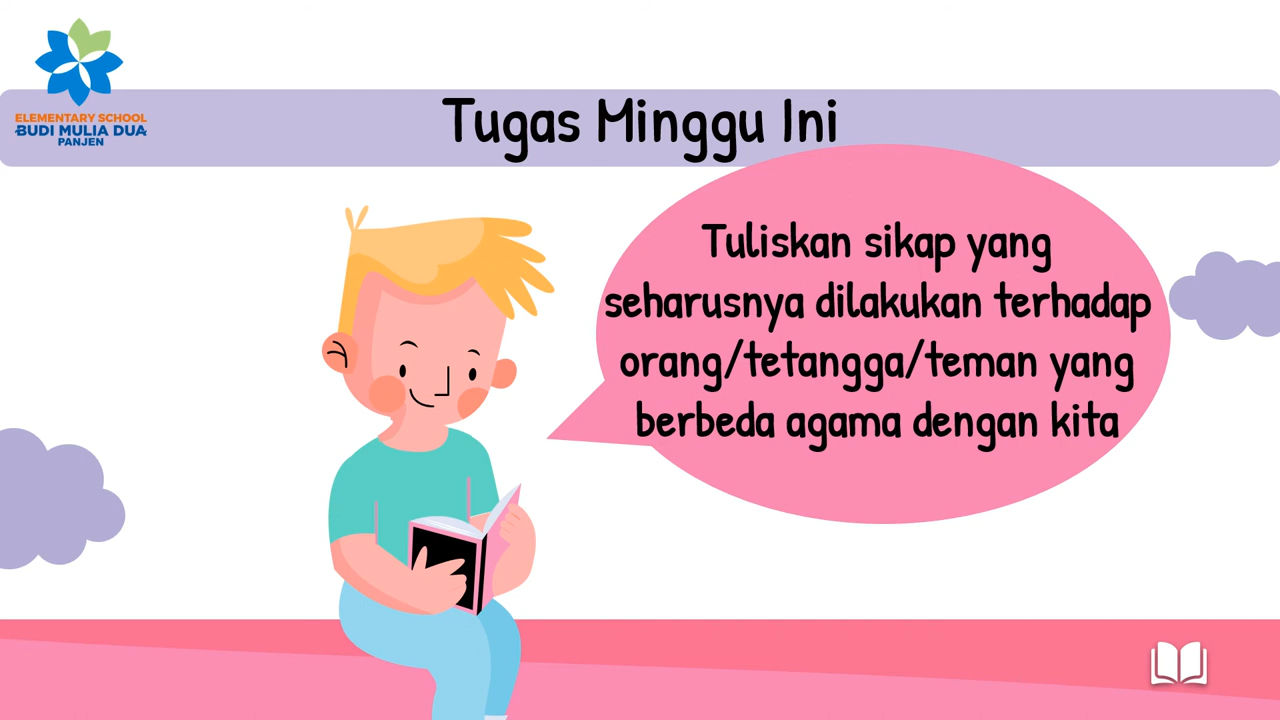 ELEMENTARY SCHOOL
BUDI MULIA DUA
PANJEN
Tugas Minggu Ini
Tuliskan sikap yang
seharusnya dilakukan terhadap
orang/tetangga/teman yang
berbeda agama dengan kita